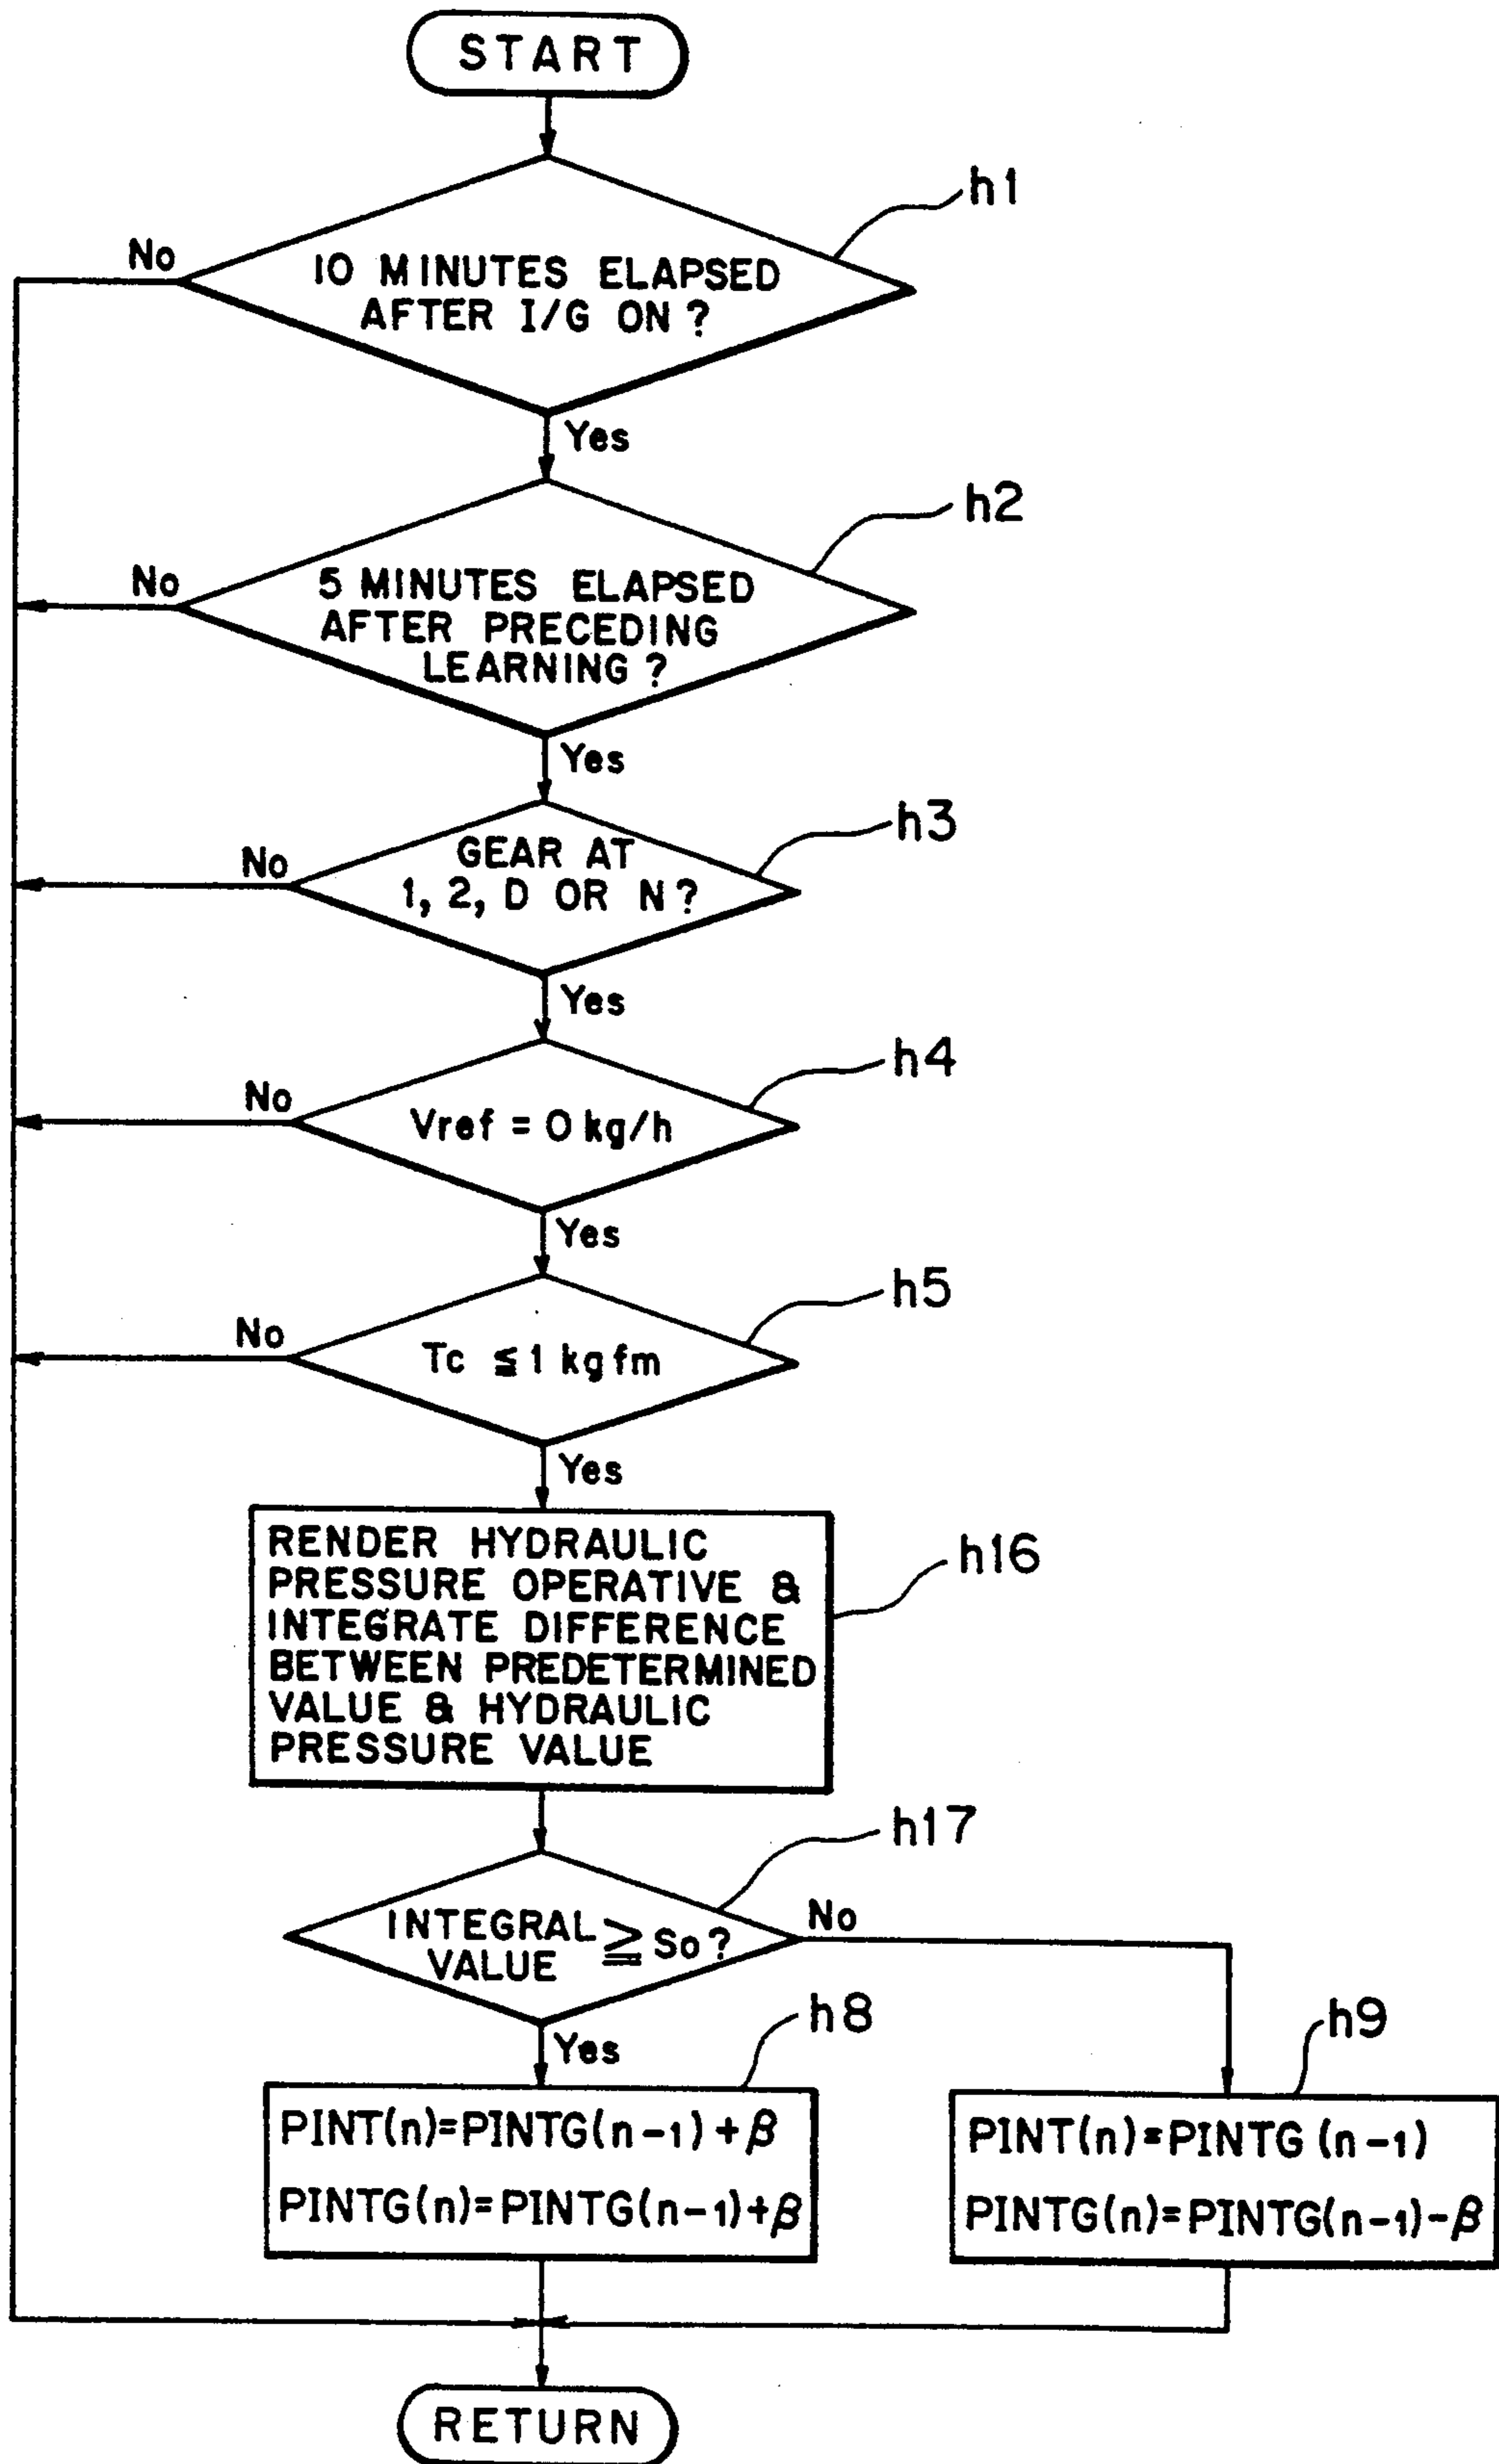 START
h1
No
10 MINUTES ELAPSED
AFTER I/G ON ?
Yes
h2
No
5 MINUTES ELAPSED
AFTER PRECEDING
LEARNING ?
Yes
h3
No
GEAR AT
1, 2, D OR N ?
Yes
h4
No
Vref = 0 kg/h
Yes
h5
No
Tc ≦ 1 kgfm
Yes
RENDER HYDRAULIC
PRESSURE OPERATIVE &
INTEGRATE DIFFERENCE
BETWEEN PREDETERMINED
VALUE & HYDRAULIC
PRESSURE VALUE
h16
h17
INTEGRAL
VALUE ≧ So ?
No
Yes
h8
h9
PINT(n)=PINTG(n-1)+β
PINTG(n)=PINTG(n-1)+β
PINT(n)=PINTG(n-1)
PINTG(n)=PINTG(n-1)-β
RETURN